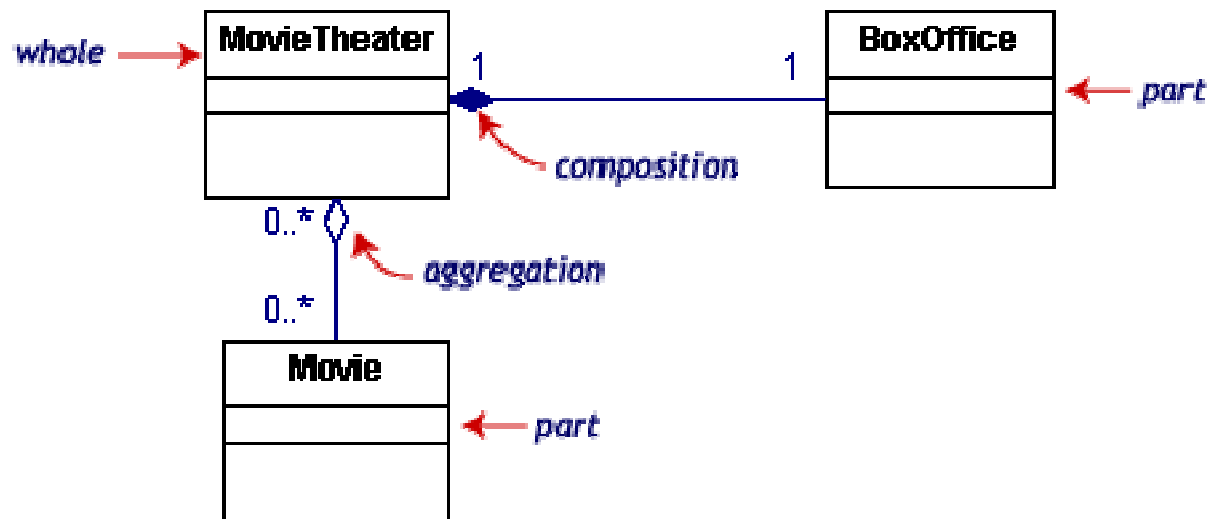 whole
MovieTheater
BoxOffice
1
1
part
composition
0..*
aggregation
0..*
Movie
part